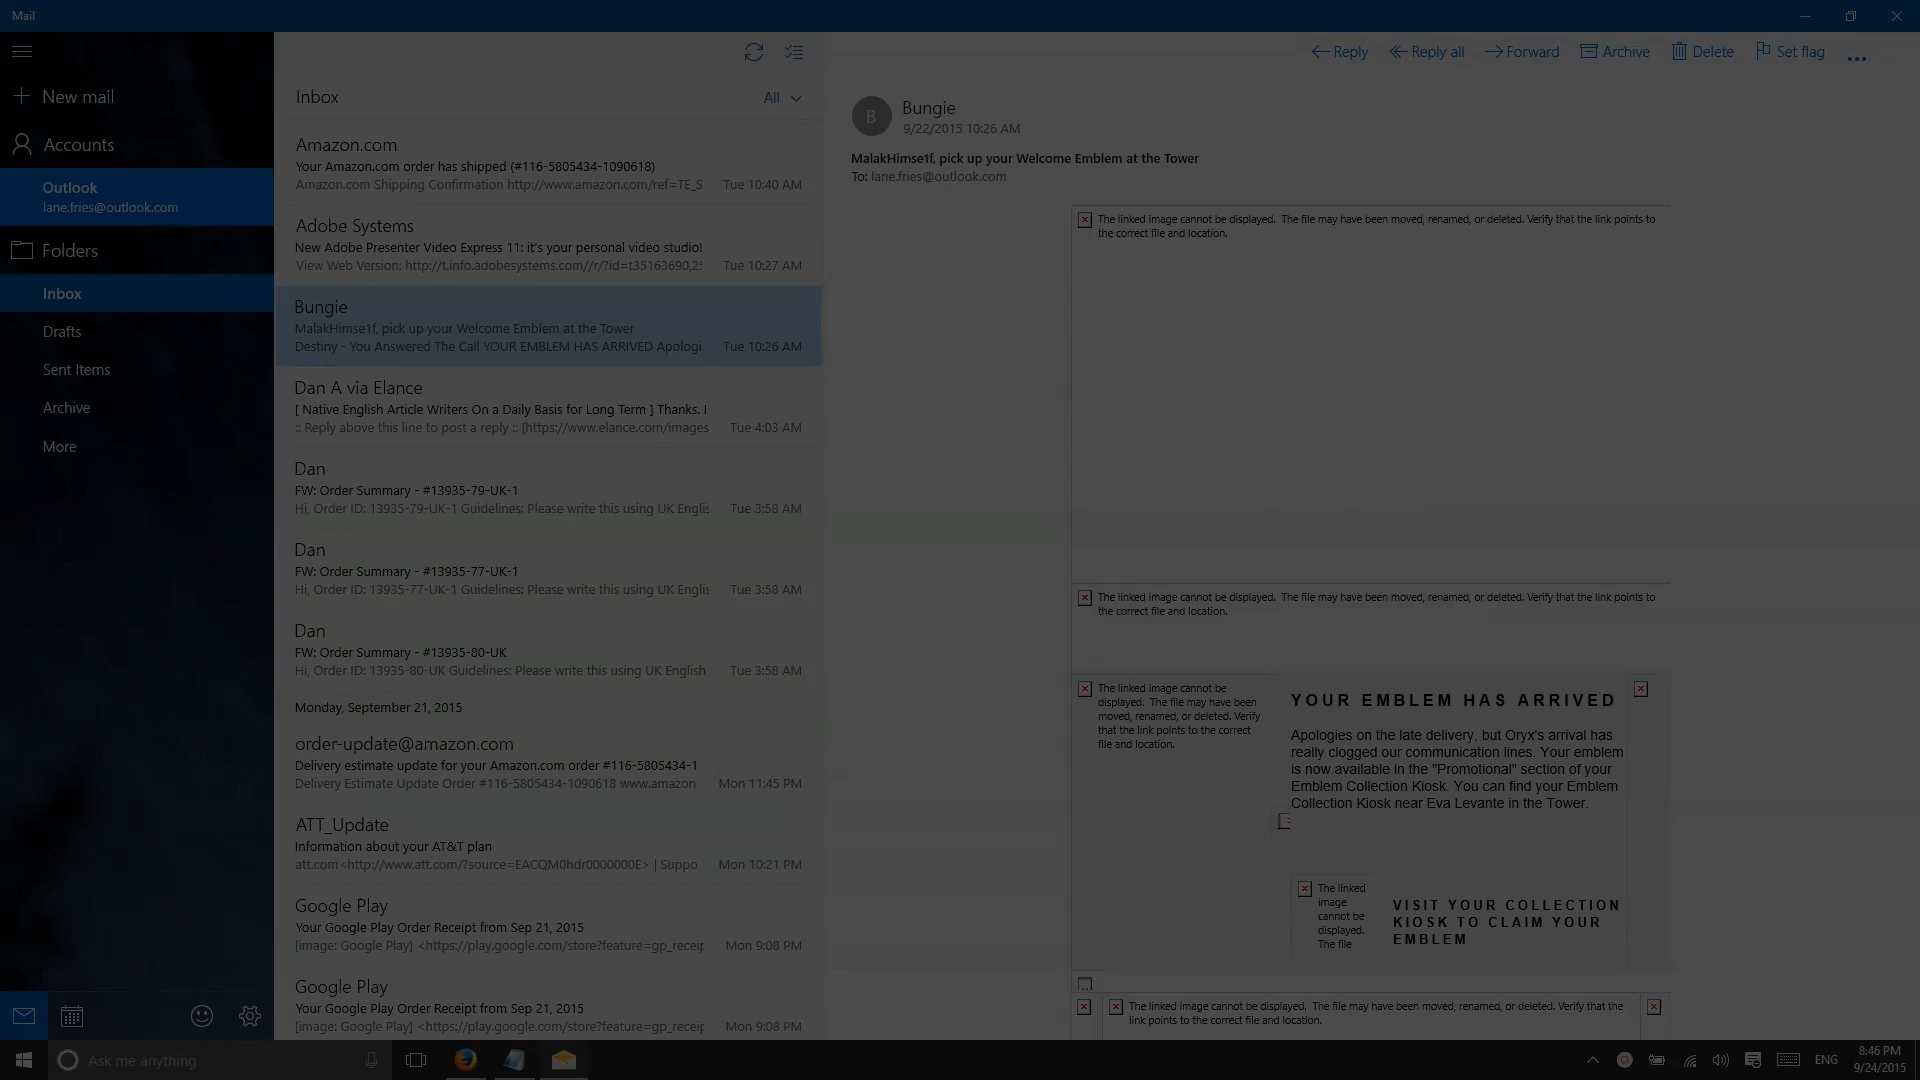 Mail
New mail
Accounts
Outlook
lane.fries@outlook.com
Folders
Inbox
Drafts
Sent Items
Archive
More
Inbox
All
Amazon.com
Your Amazon.com order has shipped (#116-5805434-1090618)
Amazon.com Shipping Confirmation http://www.amazon.com/ref=TE_S Tue 10:40 AM
Adobe Systems
New Adobe Presenter Video Express 11: it's your personal video studio!
View Web Version: http://t.info.adobesystems.com//r/?id=t35163690,2! Tue 10:27 AM
Bungie
MalakHimse1f, pick up your Welcome Emblem at the Tower
Destiny - You Answered The Call YOUR EMBLEM HAS ARRIVED Apologi Tue 10:26 AM
Dan A via Elance
[ Native English Article Writers On a Daily Basis for Long Term ] Thanks. I
:: Reply above this line to post a reply :: [https://www.elance.com/images Tue 4:03 AM
Dan
FW: Order Summary - #13935-79-UK-1
Hi, Order ID: 13935-79-UK-1 Guidelines: Please write this using UK Englis Tue 3:58 AM
Dan
FW: Order Summary - #13935-77-UK-1
Hi, Order ID: 13935-77-UK-1 Guidelines: Please write this using UK Englis Tue 3:58 AM
Dan
FW: Order Summary - #13935-80-UK
Hi, Order ID: 13935-80-UK Guidelines: Please write this using UK English Tue 3:58 AM
Monday, September 21, 2015
order-update@amazon.com
Delivery estimate update for your Amazon.com order #116-5805434-1
Delivery Estimate Update Order #116-5805434-1090618 www.amazon Mon 11:45 PM
ATT_Update
Information about your AT&T plan
att.com<http://www.att.com/?source=EACQM0hdr0000000E> | Suppo Mon 10:21 PM
Google Play
Your Google Play Order Receipt from Sep 21, 2015
[image: Google Play] <https://play.google.com/store?feature=gp_receip Mon 9:08 PM
Google Play
Your Google Play Order Receipt from Sep 21, 2015
[image: Google Play] <https://play.google.com/store?feature=gp_receip Mon 9:08 PM
Reply Reply all Forward Archive Delete Set flag
B
Bungie
9/22/2015 10:26 AM
MalakHimse1f, pick up your Welcome Emblem at the Tower
To: lane.fries@outlook.com
The linked image cannot be displayed. The file may have been moved, renamed, or deleted. Verify that the link points to
the correct file and location.
The linked image cannot be displayed. The file may have been moved, renamed, or deleted. Verify that the link points to
the correct file and location.
The linked image cannot be
displayed. The file may have been
moved, renamed, or deleted. Verify
that the link points to the correct
file and location.
YOUR EMBLEM HAS ARRIVED
Apologies on the late delivery, but Oryx's arrival has
really clogged our communication lines. Your emblem
is now available in the "Promotional" section of your
Emblem Collection Kiosk. You can find your Emblem
Collection Kiosk near Eva Levante in the Tower.
The linked
image
cannot be
displayed.
The file
VISIT YOUR COLLECTION
KIOSK TO CLAIM YOUR
EMBLEM
The linked image cannot be displayed. The file may have been moved, renamed, or deleted. Verify that the
link points to the correct file and location.
Ask me anything
ENG
8:46 PM
9/24/2015